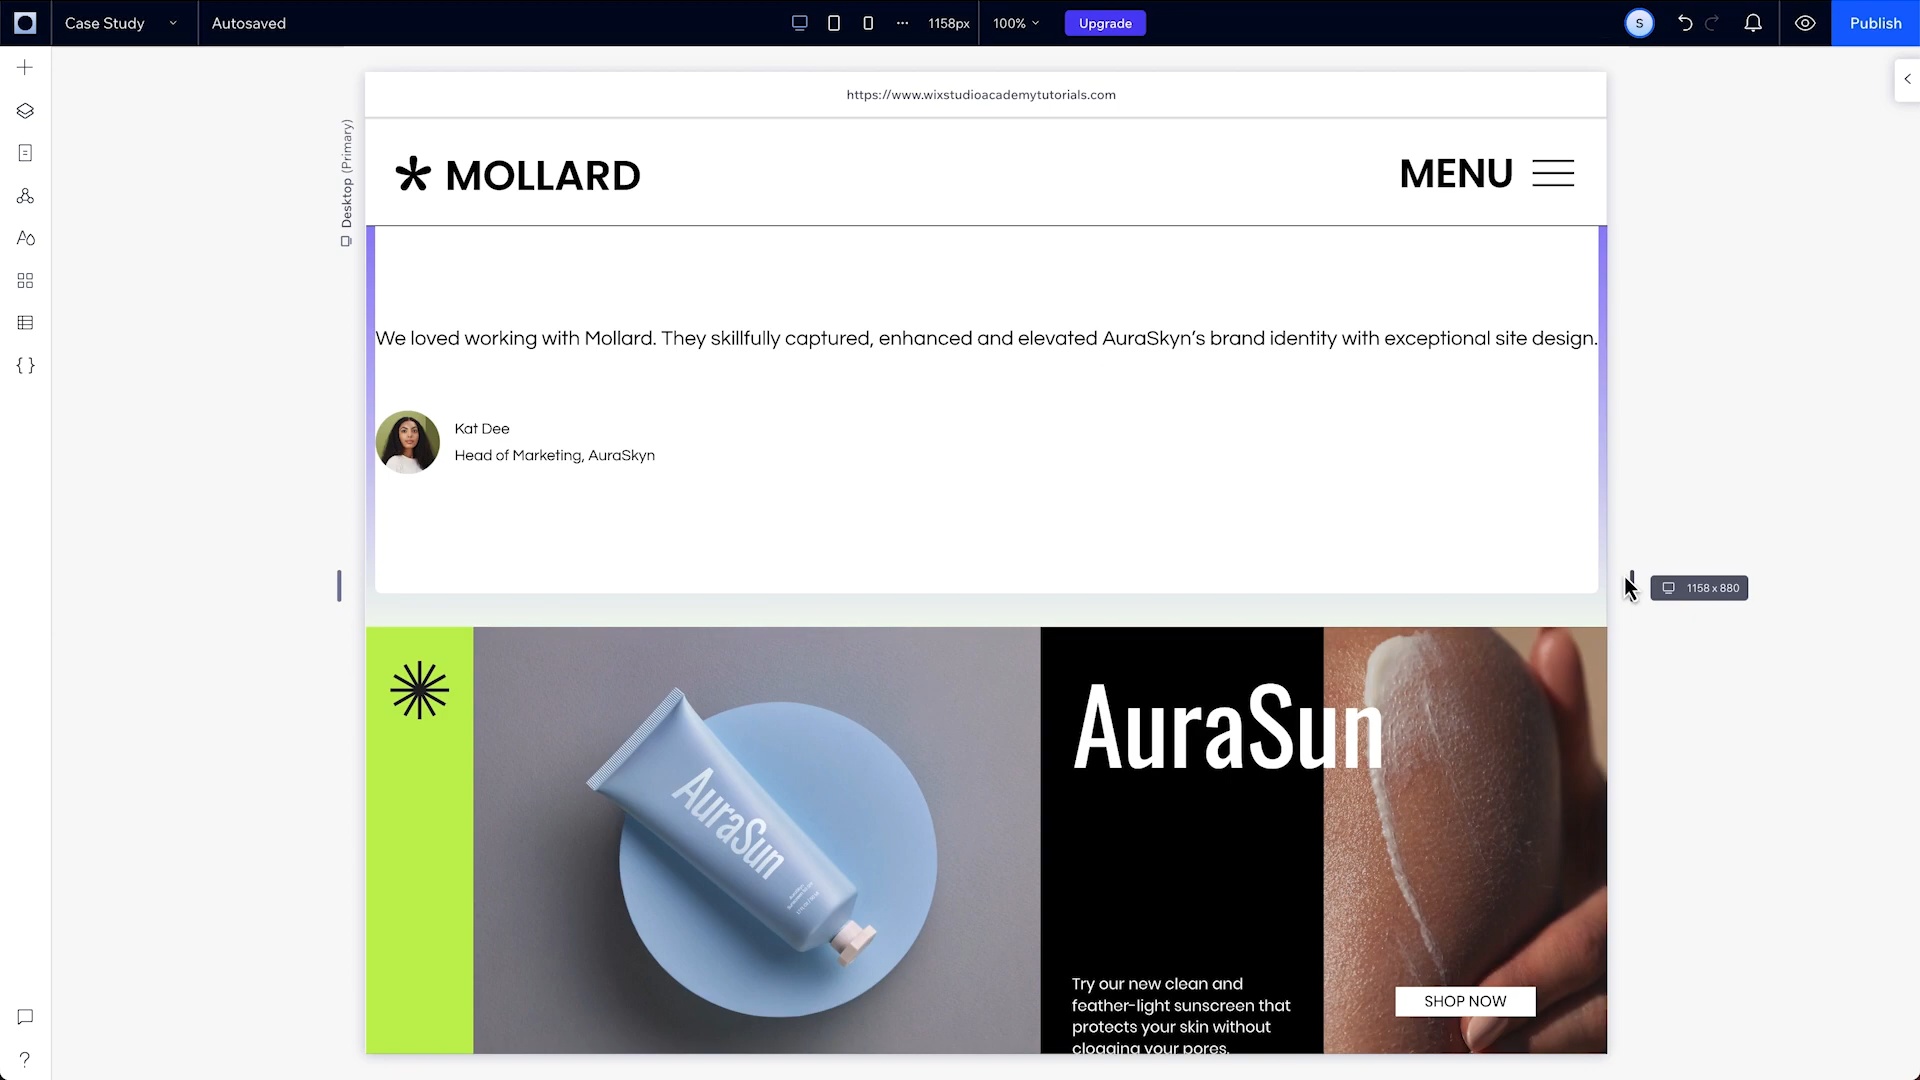 Case Study
Autosaved
1158px
100%
Upgrade
S
Publish
https://www.wixstudioacademytutorials.com
Desktop (Primary)
MOLLARD
MENU
We loved working with Mollard. They skillfully captured, enhanced and elevated AuraSkyn’s brand identity with exceptional site design.
Kat Dee
Head of Marketing, AuraSkyn
1158 x 880
AuraSun
AuraSun
Try our new clean and
feather-light sunscreen that
protects your skin without
clogging your pores.
SHOP NOW